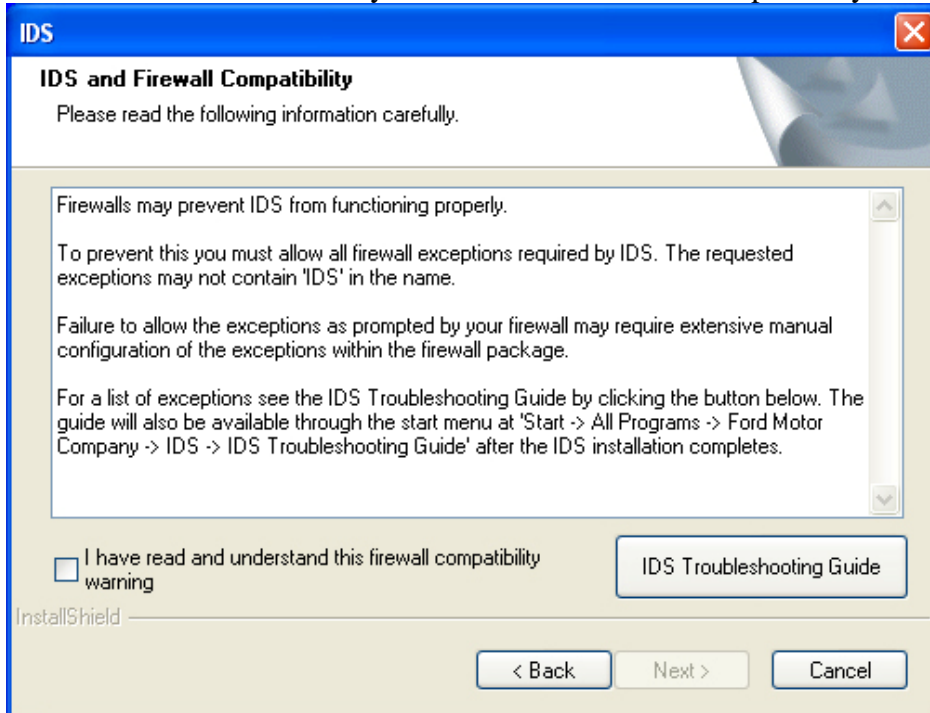 IDS
IDS and Firewall Compatibility
Please read the following information carefully.
Firewalls may prevent IDS from functioning properly.
To prevent this you must allow all firewall exceptions required by IDS. The requested
exceptions may not contain 'IDS' in the name.
Failure to allow the exceptions as prompted by your firewall may require extensive manual
configuration of the exceptions within the firewall package.
For a list of exceptions see the IDS Troubleshooting Guide by clicking the button below. The
guide will also be available through the start menu at 'Start -> All Programs -> Ford Motor
Company -> IDS -> IDS Troubleshooting Guide' after the IDS installation completes.
I have read and understand this firewall compatibility
warning
IDS Troubleshooting Guide
InstallShield
< Back
Next >
Cancel